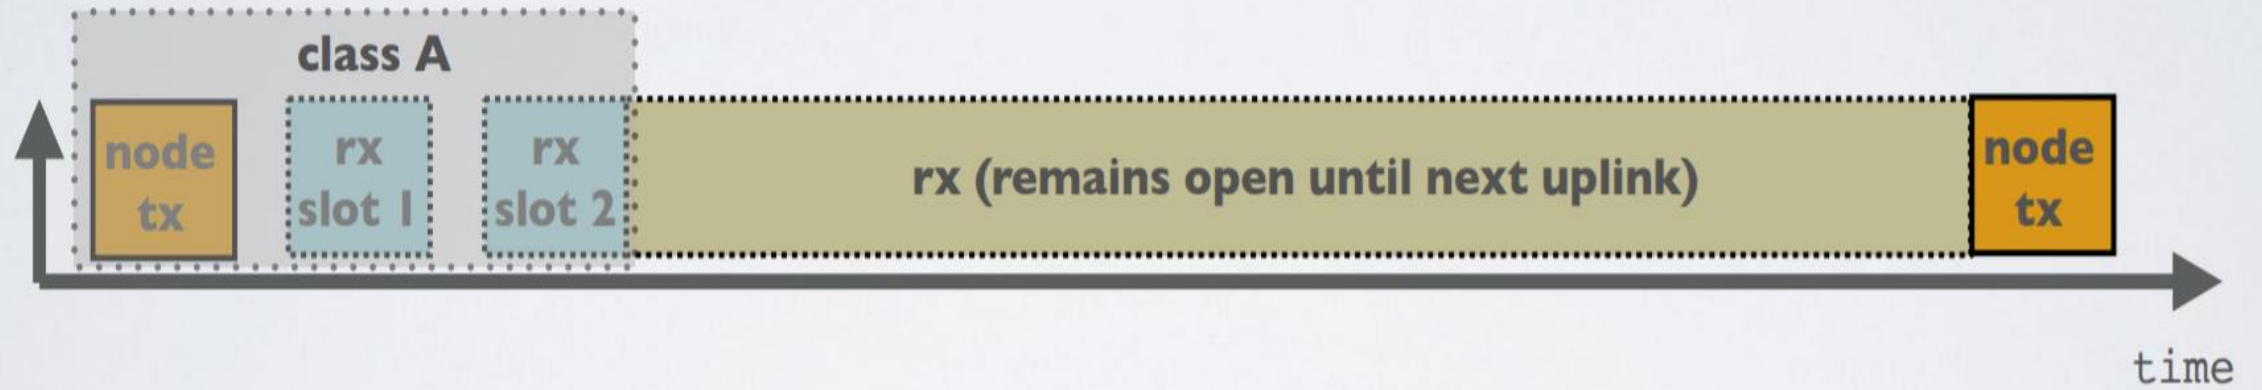 class A
node
tx
rx
slot 1
rx
slot 2
rx (remains open until next uplink)
node
tx
time